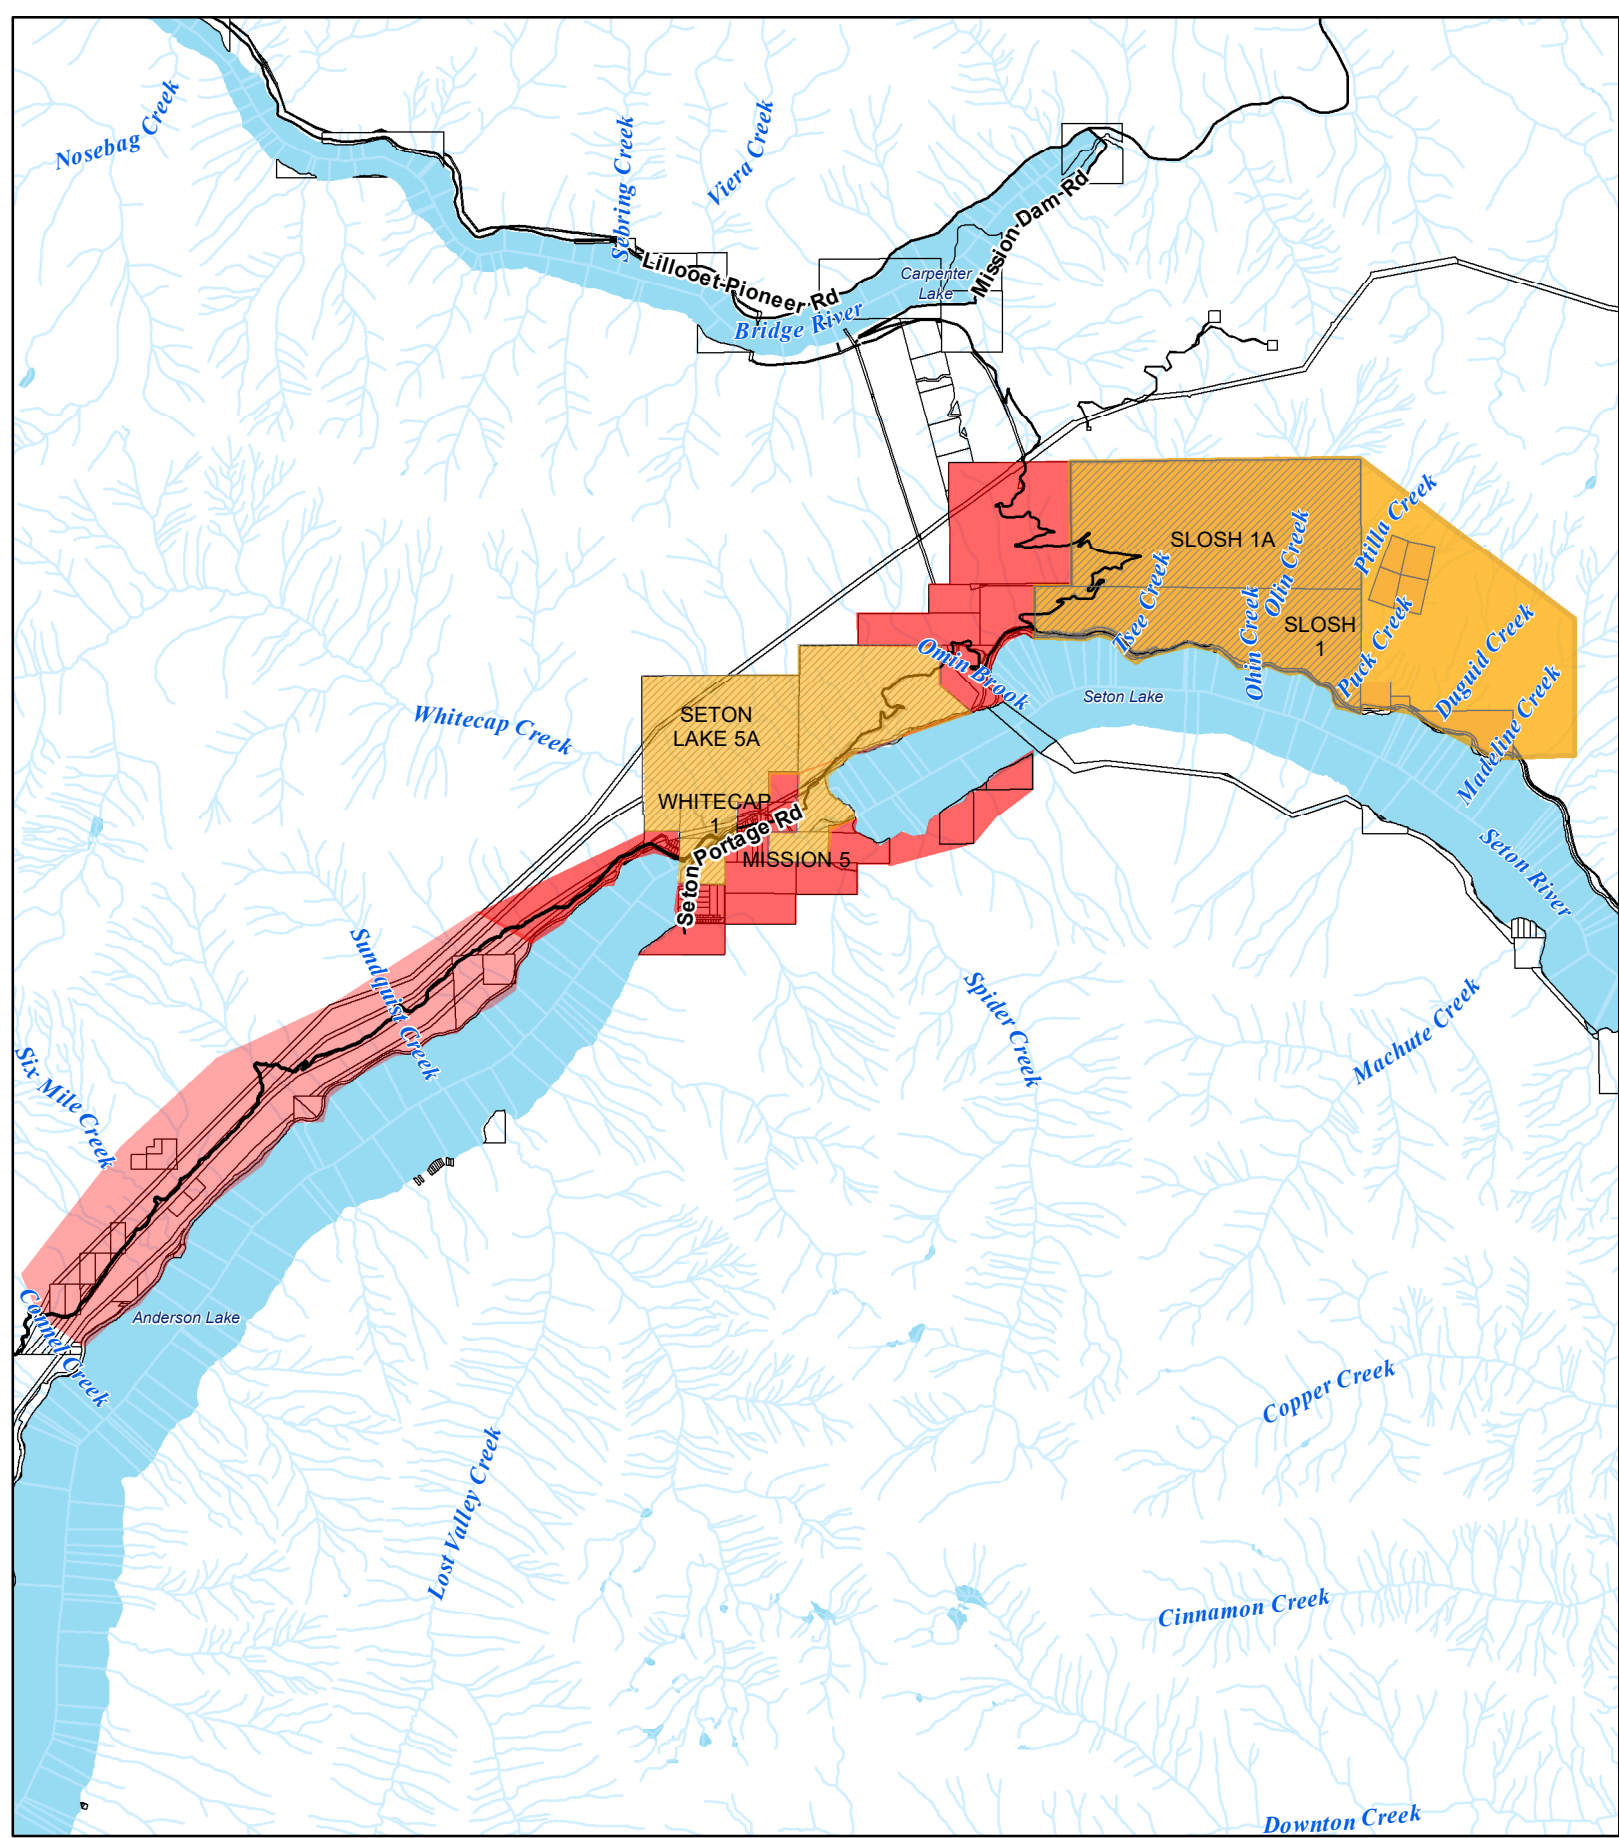 Nosebag Creek
Sebring Creek
Viera Creek
Mission-Dam-Rd
Lillooet-Pioneer-Rd
Carpenter
Lake
Bridge River
SLOSH 1A
Ptilla Creek
Olin Creek
Tsee Creek
SLOSH
1
Ohin Creek
Puck Creek
Duguid Creek
Omin Brook
Seton Lake
Madeline Creek
Whitecap Creek
SETON
LAKE 5A
WHITECAP
1
MISSION 5
Seton Portage-Rd
Seton River
Sundquist Creek
Spider Creek
Machute Creek
Six Mile Creek
Anderson Lake
Connel Creek
Copper Creek
Lost Valley Creek
Cinnamon Creek
Downton Creek